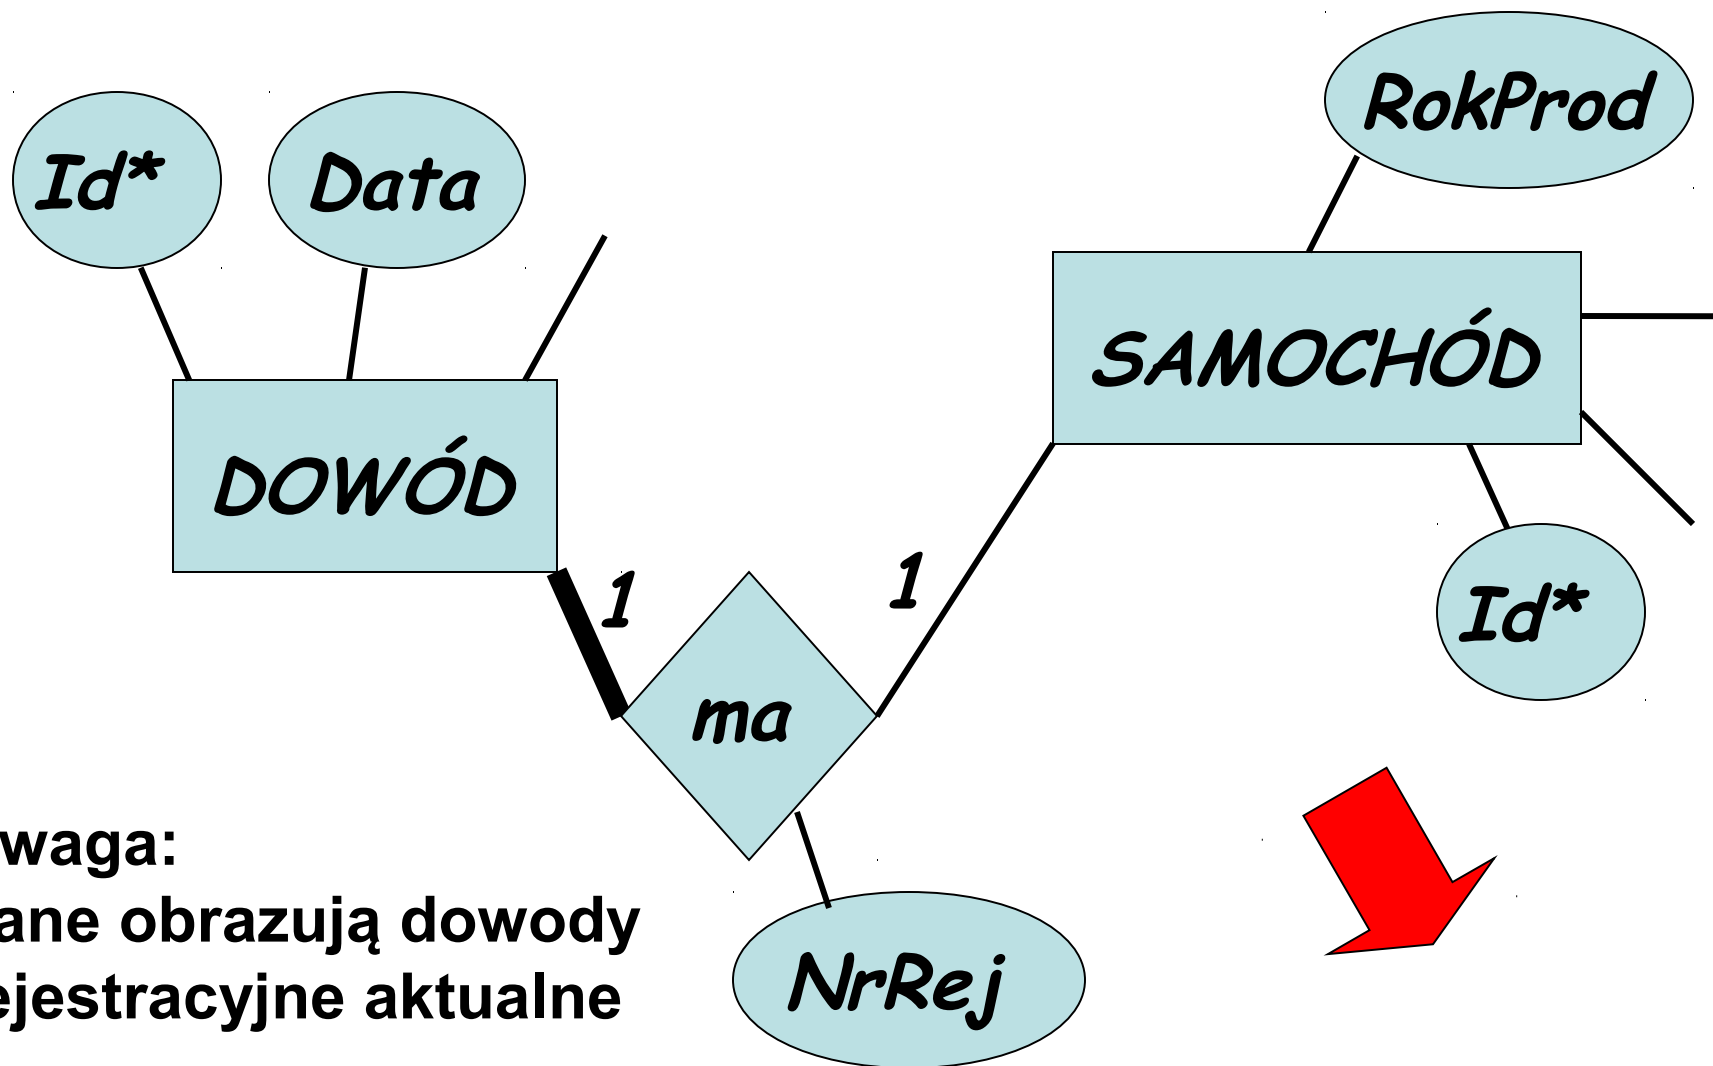 RokProd
Id*
Data
SAMOCHÓD
DOWÓD
1
1
Id*
ma
waga:
ane obrazują dowody
ejestracyjne aktualne
NrRej